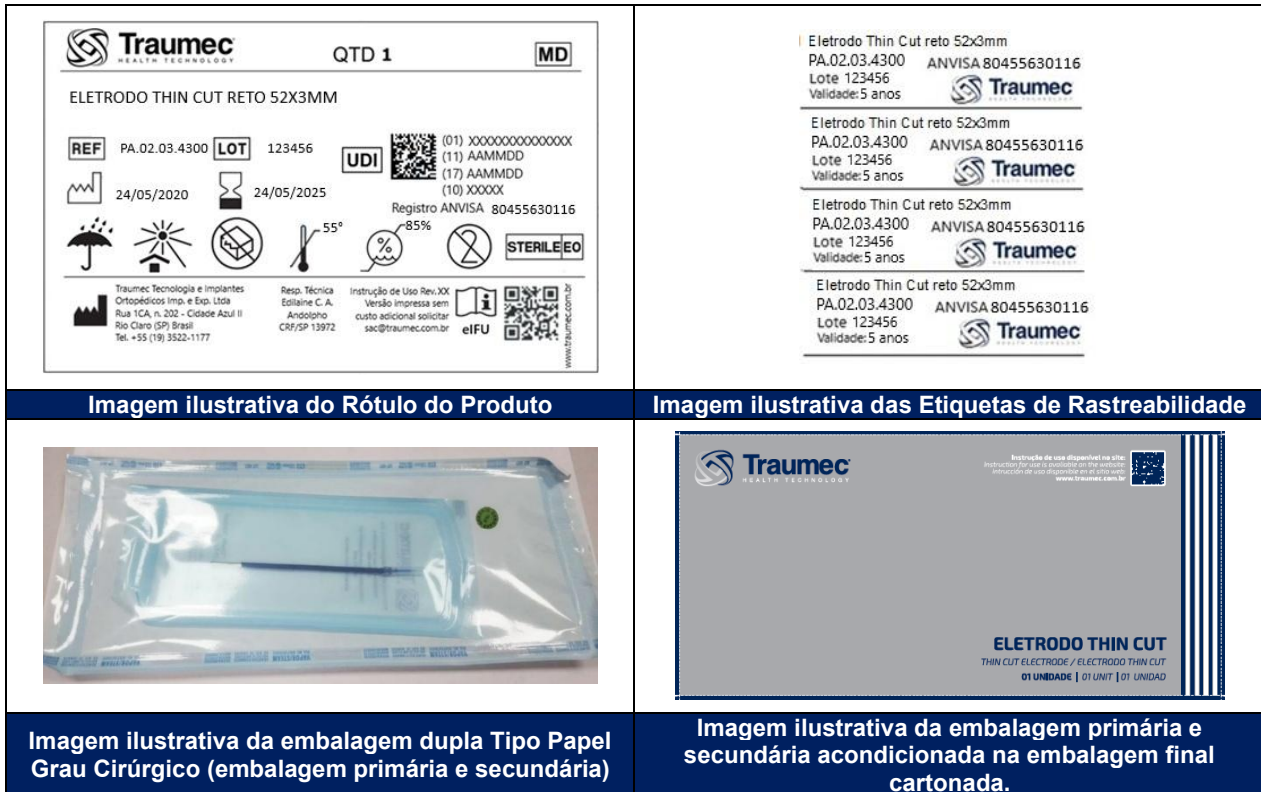 Traumec
HEALTH TECHNOLOGY
QTD 1
MD
ELETRODO THIN CUT RETO 52X3MM
REF PA.02.03.4300 LOT 123456
UDI
(01) XXXXXXXXXXXXXX
(11) AAMMDD
(17) AAMMDD
(10) XXXXX
24/05/2020 24/05/2025
Registro ANVISA 80455630116
55°
85%
%
2
STERILE EO
Traumec Tecnologia e Implantes
Ortopédicos Imp. e Exp. Ltda
Rua 1CA, n. 202 - Cidade Azul II
Rio Claro (SP) Brasil
Tel. +55 (19) 3522-1177
Resp. Técnica
Edilaine C. A.
Andolpho
CRF/SP 13972
Instrução de Uso Rev.XX
Versão impressa sem
custo adicional solicitar
sac@traumec.com.br
i
eIFU
www.traumec.com.br
Eletrodo Thin Cut reto 52x3mm
PA.02.03.4300 ANVISA 80455630116
Lote 123456
Validade: 5 anos
Traumec
Eletrodo Thin Cut reto 52x3mm
PA.02.03.4300 ANVISA 80455630116
Lote 123456
Validade: 5 anos
Traumec
Eletrodo Thin Cut reto 52x3mm
PA.02.03.4300 ANVISA 80455630116
Lote 123456
Validade: 5 anos
Traumec
Eletrodo Thin Cut reto 52x3mm
PA.02.03.4300 ANVISA 80455630116
Lote 123456
Validade: 5 anos
Traumec
Imagem ilustrativa do Rótulo do Produto
Imagem ilustrativa das Etiquetas de Rastreabilidade
Traumec
HEALTH TECHNOLOGY
Instrução de uso disponível no site:
Instruction for use is available on the website:
Intrucción de uso disponible en el sitio web:
www.traumec.com.br
ELETRODO THIN CUT
THIN CUT ELECTRODE / ELECTRODO THIN CUT
01 UNIDADE | 01 UNIT | 01 UNIDAD
Imagem ilustrativa da embalagem dupla Tipo Papel
Grau Cirúrgico (embalagem primária e secundária)
Imagem ilustrativa da embalagem primária e
secundária acondicionada na embalagem final
cartonada.